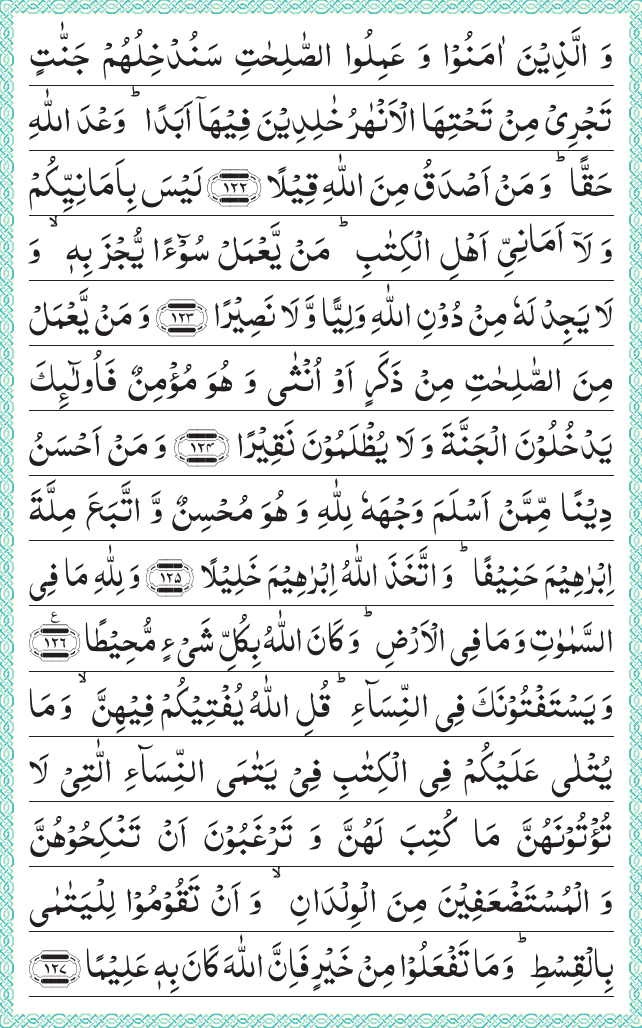 وَ الَّذِیْنَ اٰمَنُوْا وَ عَمِلُوا الصّٰلِحٰتِ سَنُدْخِلُهُمْ جَنّٰتٍ
تَجْرِیْ مِنْ تَحْتِهَا الْاَنْهٰرُ خٰلِدِیْنَ فِیْهَاۤ اَبَدًاؕ وَعْدَ اللّٰهِ
حَقًّاؕ وَ مَنْ اَصْدَقُ مِنَ اللّٰهِ قِیْلًا ﴿۱۲۲﴾ لَیْسَ بِاَمَانِیِّكُمْ
وَ لَاۤ اَمَانِیِّ اَهْلِ الْكِتٰبِؕ مَنْ یَّعْمَلْ سُوْٓءًا یُّجْزَ بِهٖۙ وَ
لَا یَجِدْ لَهٗ مِنْ دُوْنِ اللّٰهِ وَلِیًّا وَّ لَا نَصِیْرًا ﴿۱۲۳﴾ وَ مَنْ یَّعْمَلْ
مِنَ الصّٰلِحٰتِ مِنْ ذَكَرٍ اَوْ اُنْثٰی وَ هُوَ مُؤْمِنٌ فَاُولٰٓىِٕكَ
یَدْخُلُوْنَ الْجَنَّةَ وَ لَا یُظْلَمُوْنَ نَقِیْرًا ﴿۱۲۴﴾ وَ مَنْ اَحْسَنُ
دِیْنًا مِّمَّنْ اَسْلَمَ وَجْهَهٗ لِلّٰهِ وَ هُوَ مُحْسِنٌ وَّ اتَّبَعَ مِلَّةَ
اِبْرٰهِیْمَ حَنِیْفًاؕ وَ اتَّخَذَ اللّٰهُ اِبْرٰهِیْمَ خَلِیْلًا ﴿۱۲۵﴾ وَ لِلّٰهِ مَا فِی
السَّمٰوٰتِ وَ مَا فِی الْاَرْضِؕ وَ كَانَ اللّٰهُ بِكُلِّ شَیْءٍ مُّحِیْطًا ﴿۱۲۶﴾ ع
وَ یَسْتَفْتُوْنَكَ فِی النِّسَآءِؕ قُلِ اللّٰهُ یُفْتِیْكُمْ فِیْهِنَّۙ وَ مَا
یُتْلٰی عَلَیْكُمْ فِی الْكِتٰبِ فِیْ یَتٰمَی النِّسَآءِ الّٰتِیْ لَا
تُؤْتُوْنَهُنَّ مَا كُتِبَ لَهُنَّ وَ تَرْغَبُوْنَ اَنْ تَنْكِحُوْهُنَّ
وَ الْمُسْتَضْعَفِیْنَ مِنَ الْوِلْدَانِۙ وَ اَنْ تَقُوْمُوْا لِلْیَتٰمٰی
بِالْقِسْطِؕ وَ مَا تَفْعَلُوْا مِنْ خَیْرٍ فَاِنَّ اللّٰهَ كَانَ بِهٖ عَلِیْمًا ﴿۱۲۷﴾